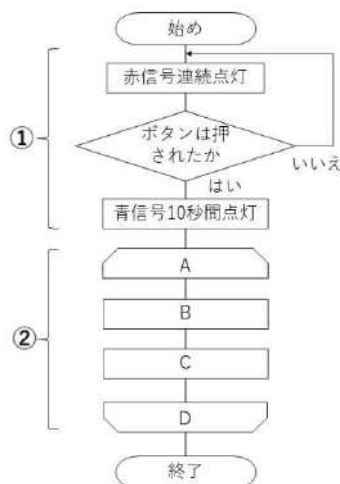 始め
赤信号連続点灯
①
ボタンは押
されたか
いいえ
はい
青信号10秒間点灯
A
B
②
C
D
終了